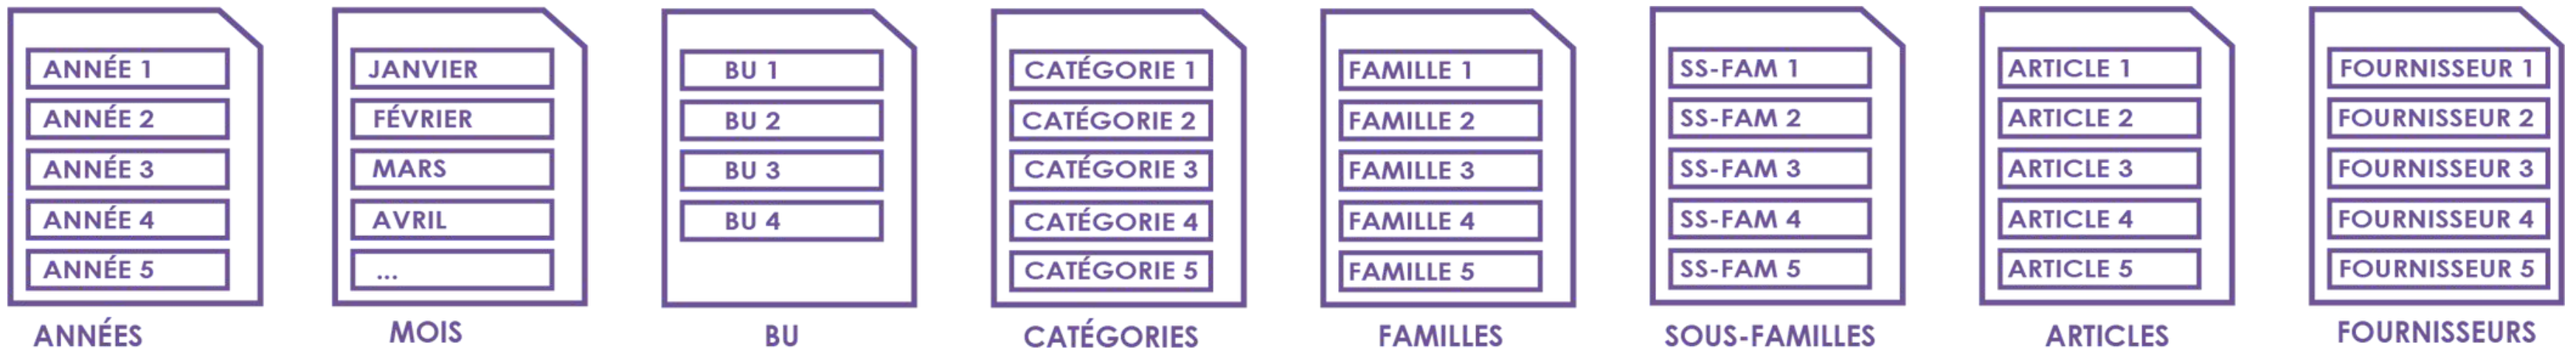 ANNÉE 1
ANNÉE 2
ANNÉE 3
ANNÉE 4
ANNÉE 5
ANNÉES
JANVIER
FÉVRIER
MARS
AVRIL
...
MOIS
BU 1
BU 2
BU 3
BU 4
BU
CATÉGORIE 1
CATÉGORIE 2
CATÉGORIE 3
CATÉGORIE 4
CATÉGORIE 5
CATÉGORIES
FAMILLE 1
FAMILLE 2
FAMILLE 3
FAMILLE 4
FAMILLE 5
FAMILLES
SS-FAM 1
SS-FAM 2
SS-FAM 3
SS-FAM 4
SS-FAM 5
SOUS-FAMILLES
ARTICLE 1
ARTICLE 2
ARTICLE 3
ARTICLE 4
ARTICLE 5
ARTICLES
FOURNISSEUR 1
FOURNISSEUR 2
FOURNISSEUR 3
FOURNISSEUR 4
FOURNISSEUR 5
FOURNISSEURS